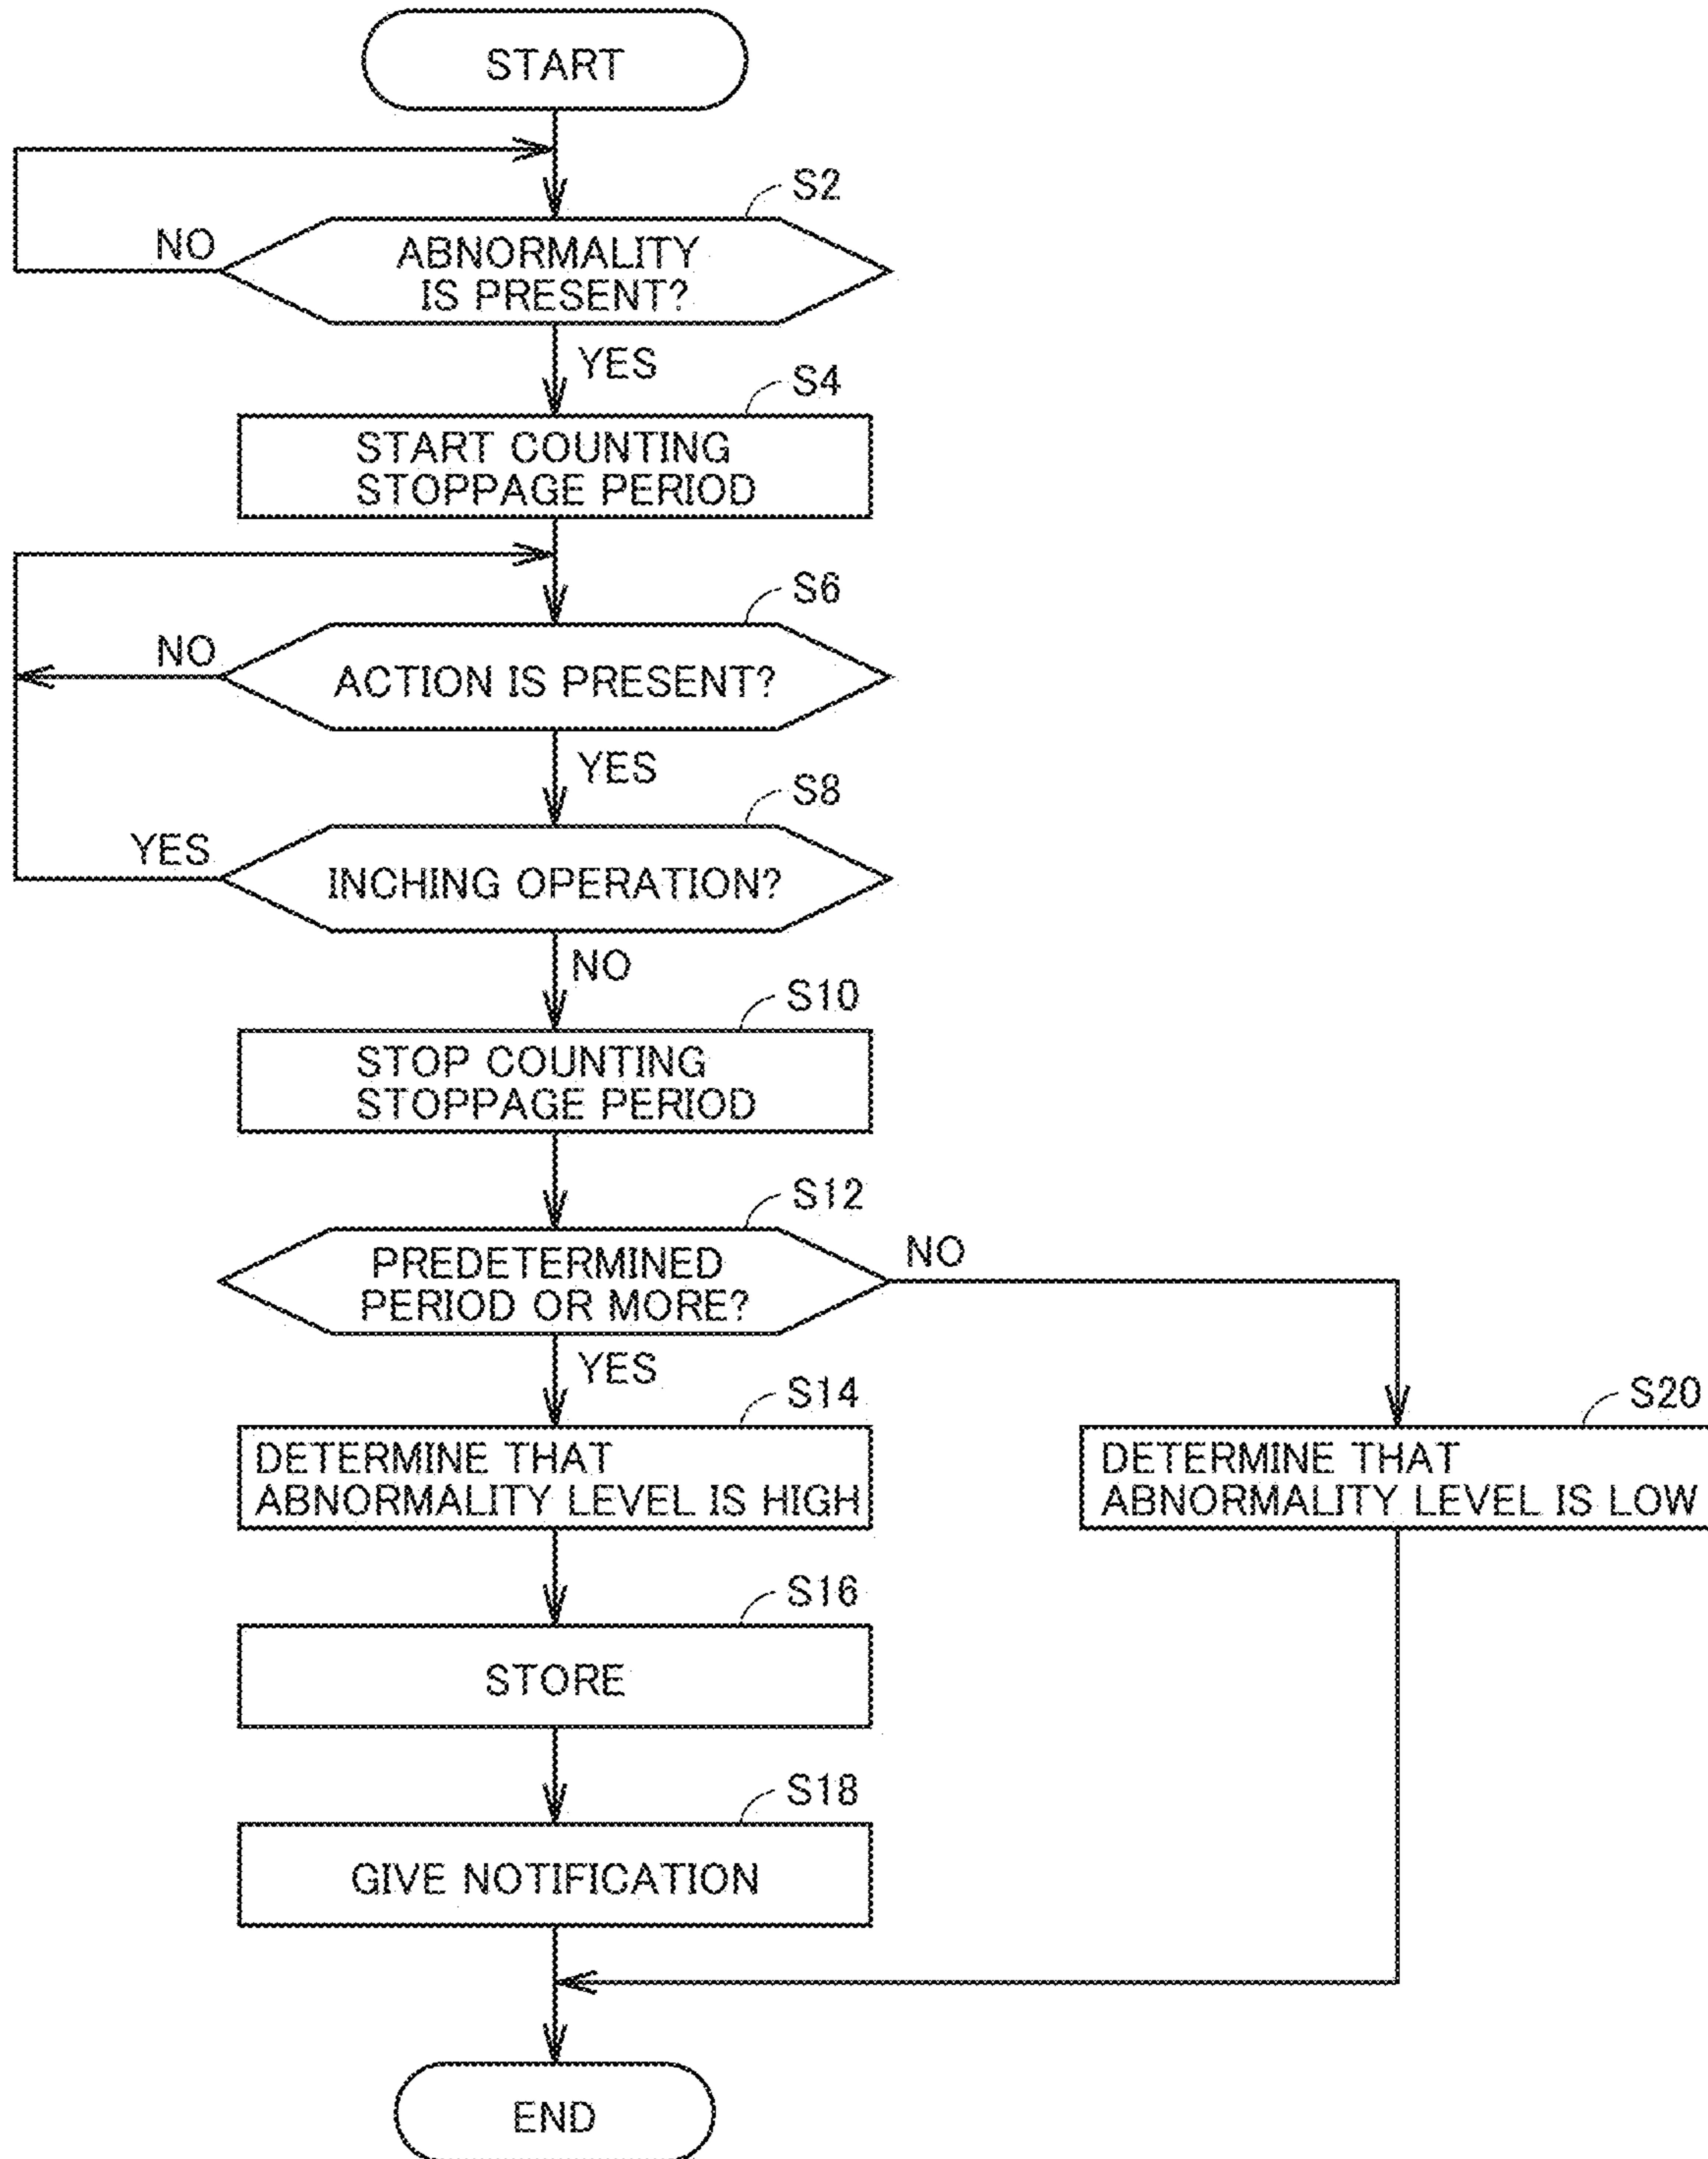 START
S2
NO
ABNORMALITY
IS PRESENT?
YES
S4
START COUNTING
STOPPAGE PERIOD
S6
NO
ACTION IS PRESENT?
YES
S8
YES
INCHING OPERATION?
NO
S10
STOP COUNTING
STOPPAGE PERIOD
S12
NO
PREDETERMINED
PERIOD OR MORE?
YES
S14
DETERMINE THAT
ABNORMALITY LEVEL IS HIGH
S20
DETERMINE THAT
ABNORMALITY LEVEL IS LOW
S16
STORE
S18
GIVE NOTIFICATION
END